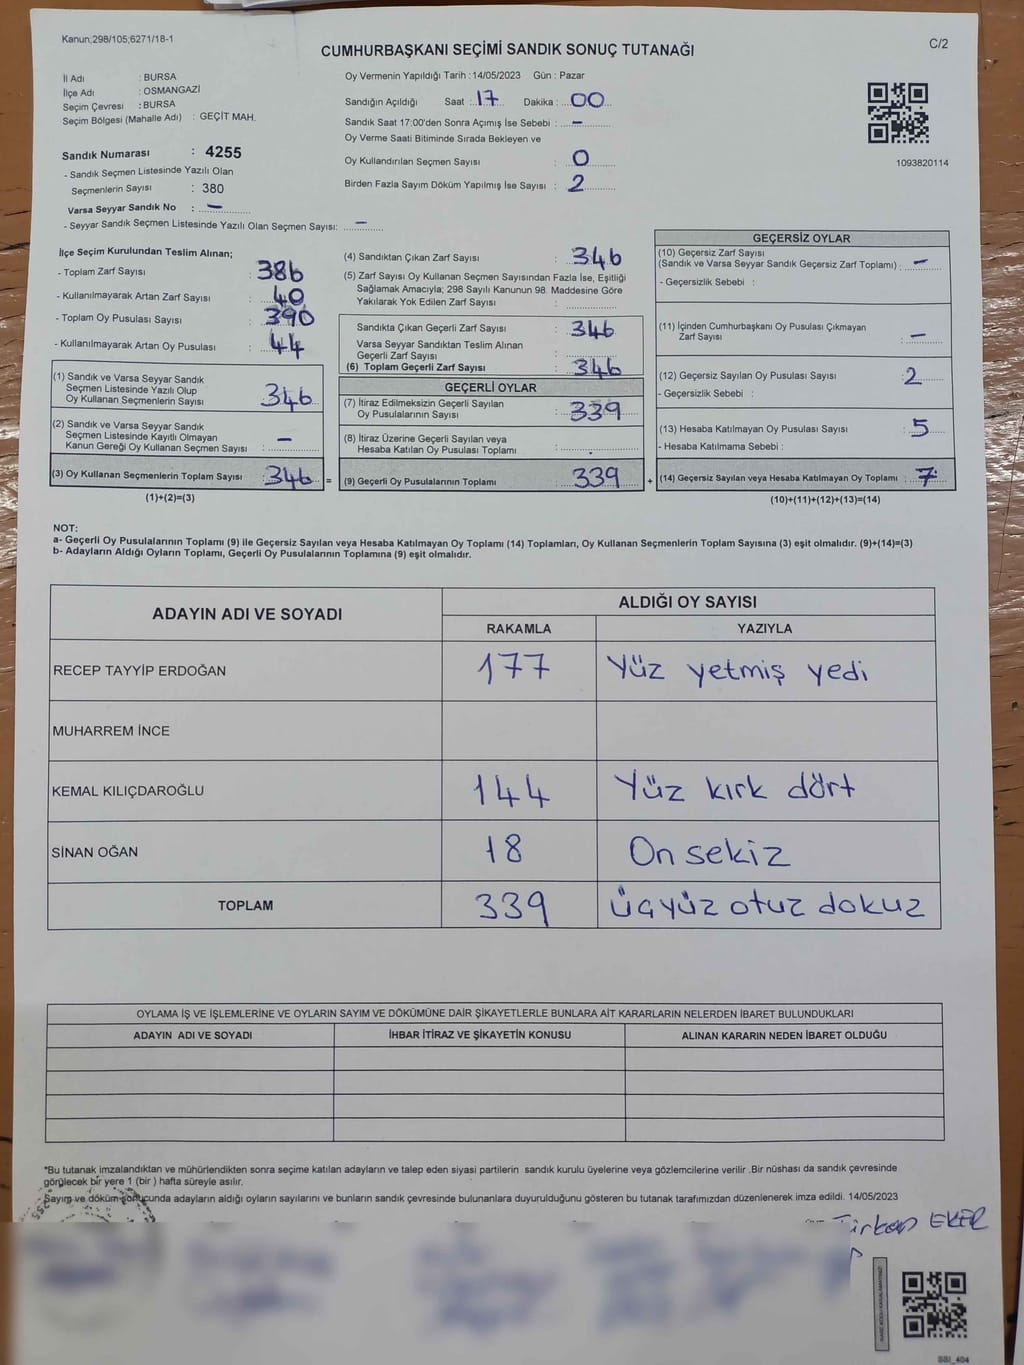 Kanun;298/105;6271/18-1
CUMHURBAŞKANI SEÇİMİ SANDIK SONUÇ TUTANAĞI
C/2
İl Adı : BURSA
İlçe Adı : OSMANGAZİ
Seçim Çevresi : BURSA
Seçim Bölgesi (Mahalle Adı) : GEÇİT MAH.
Sandık Numarası : 4255
- Sandık Seçmen Listesinde Yazılı Olan
Seçmenlerin Sayısı : 380
Varsa Seyyar Sandık No : –
- Seyyar Sandık Seçmen Listesinde Yazılı Olan Seçmen Sayısı: –
Oy Vermenin Yapıldığı Tarih : 14/05/2023 Gün : Pazar
Sandığın Açıldığı Saat : 17 Dakika : 00
Sandık Saat 17:00'den Sonra Açımış İse Sebebi : –
Oy Verme Saati Bitiminde Sırada Bekleyen ve
Oy Kullandırılan Seçmen Sayısı : 0
Birden Fazla Sayım Döküm Yapılmış İse Sayısı : 2
1093820114
İlçe Seçim Kurulundan Teslim Alınan;
- Toplam Zarf Sayısı : 386
- Kullanılmayarak Artan Zarf Sayısı : 40
- Toplam Oy Pusulası Sayısı : 390
- Kullanılmayarak Artan Oy Pusulası : 44
(1) Sandık ve Varsa Seyyar Sandık
Seçmen Listesinde Yazılı Olup
Oy Kullanan Seçmenlerin Sayısı : 346
(2) Sandık ve Varsa Seyyar Sandık
Seçmen Listesinde Kayıtlı Olmayan
Kanun Gereği Oy Kullanan Seçmen Sayısı : –
(3) Oy Kullanan Seçmenlerin Toplam Sayısı : 346 =
(1)+(2)=(3)
(4) Sandıktan Çıkan Zarf Sayısı : 346
(5) Zarf Sayısı Oy Kullanan Seçmen Sayısından Fazla İse, Eşitliği
Sağlamak Amacıyla; 298 Sayılı Kanunun 98. Maddesine Göre
Yakılarak Yok Edilen Zarf Sayısı :
Sandıkta Çıkan Geçerli Zarf Sayısı : 346
Varsa Seyyar Sandıktan Teslim Alınan
Geçerli Zarf Sayısı :
(6) Toplam Geçerli Zarf Sayısı : 346
GEÇERLİ OYLAR
(7) İtiraz Edilmeksizin Geçerli Sayılan
Oy Pusulalarının Sayısı : 339
(8) İtiraz Üzerine Geçerli Sayılan veya
Hesaba Katılan Oy Pusulası Toplamı :
(9) Geçerli Oy Pusulalarının Toplamı : 339 +
GEÇERSİZ OYLAR
(10) Geçersiz Zarf Sayısı
(Sandık ve Varsa Seyyar Sandık Geçersiz Zarf Toplamı) : –
- Geçersizlik Sebebi :
(11) İçinden Cumhurbaşkanı Oy Pusulası Çıkmayan
Zarf Sayısı : –
(12) Geçersiz Sayılan Oy Pusulası Sayısı : 2
- Geçersizlik Sebebi :
(13) Hesaba Katılmayan Oy Pusulası Sayısı : 5
- Hesaba Katılmama Sebebi :
(14) Geçersiz Sayılan veya Hesaba Katılmayan Oy Toplamı : 7
(10)+(11)+(12)+(13)=(14)
NOT:
a- Geçerli Oy Pusulalarının Toplamı (9) ile Geçersiz Sayılan veya Hesaba Katılmayan Oy Toplamı (14) Toplamları, Oy Kullanan Seçmenlerin Toplam Sayısına (3) eşit olmalıdır. (9)+(14)=(3)
b- Adayların Aldığı Oyların Toplamı, Geçerli Oy Pusulalarının Toplamına (9) eşit olmalıdır.
ADAYIN ADI VE SOYADI ALDIĞI OY SAYISI
RAKAMLA YAZIYLA
RECEP TAYYİP ERDOĞAN 177 Yüz yetmiş yedi
MUHARREM İNCE
KEMAL KILIÇDAROĞLU 144 Yüz kırk dört
SİNAN OĞAN 18 On sekiz
TOPLAM 339 üçyüz otuz dokuz
OYLAMA İŞ VE İŞLEMLERİNE VE OYLARIN SAYIM VE DÖKÜMÜNE DAİR ŞİKAYETLERLE BUNLARA AİT KARARLARIN NELERDEN İBARET BULUNDUKLARI
ADAYIN ADI VE SOYADI İHBAR İTİRAZ VE ŞİKAYETİN KONUSU ALINAN KARARIN NEDEN İBARET OLDUĞU
*Bu tutanak imzalandıktan ve mühürlendikten sonra seçime katılan adayların ve talep eden siyasi partilerin sandık kurulu üyelerine veya gözlemcilerine verilir .Bir nüshası da sandık çevresinde
görülecek bir yere 1 (bir ) hafta süreyle asılır.
Sayım ve döküm sonucunda adayların aldığı oyların sayılarını ve bunların sandık çevresinde bulunanlara duyurulduğunu gösteren bu tutanak tarafımızdan düzenlenerek imza edildi. 14/05/2023
Türkan EKER
SSI_404